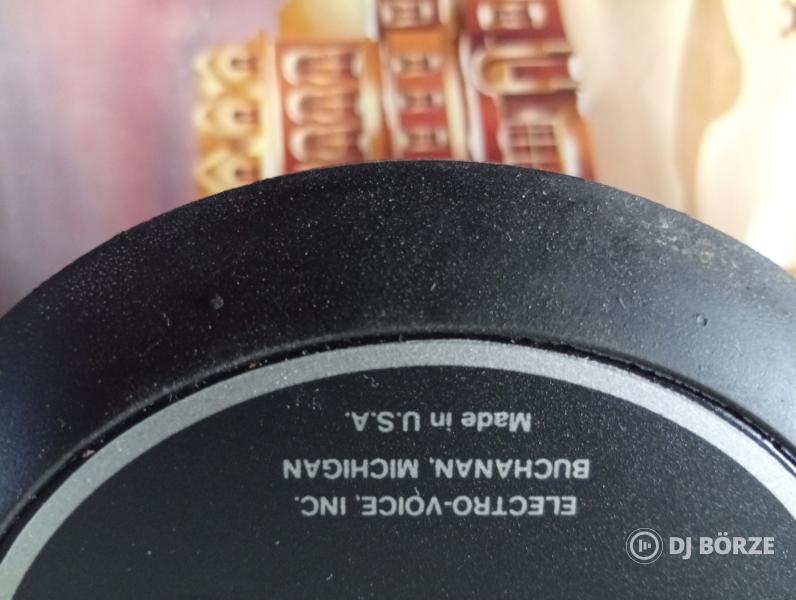 ELECTRO-VOICE, INC.
BUCHANAN, MICHIGAN
Made in U.S.A.
DJ BÖRZE